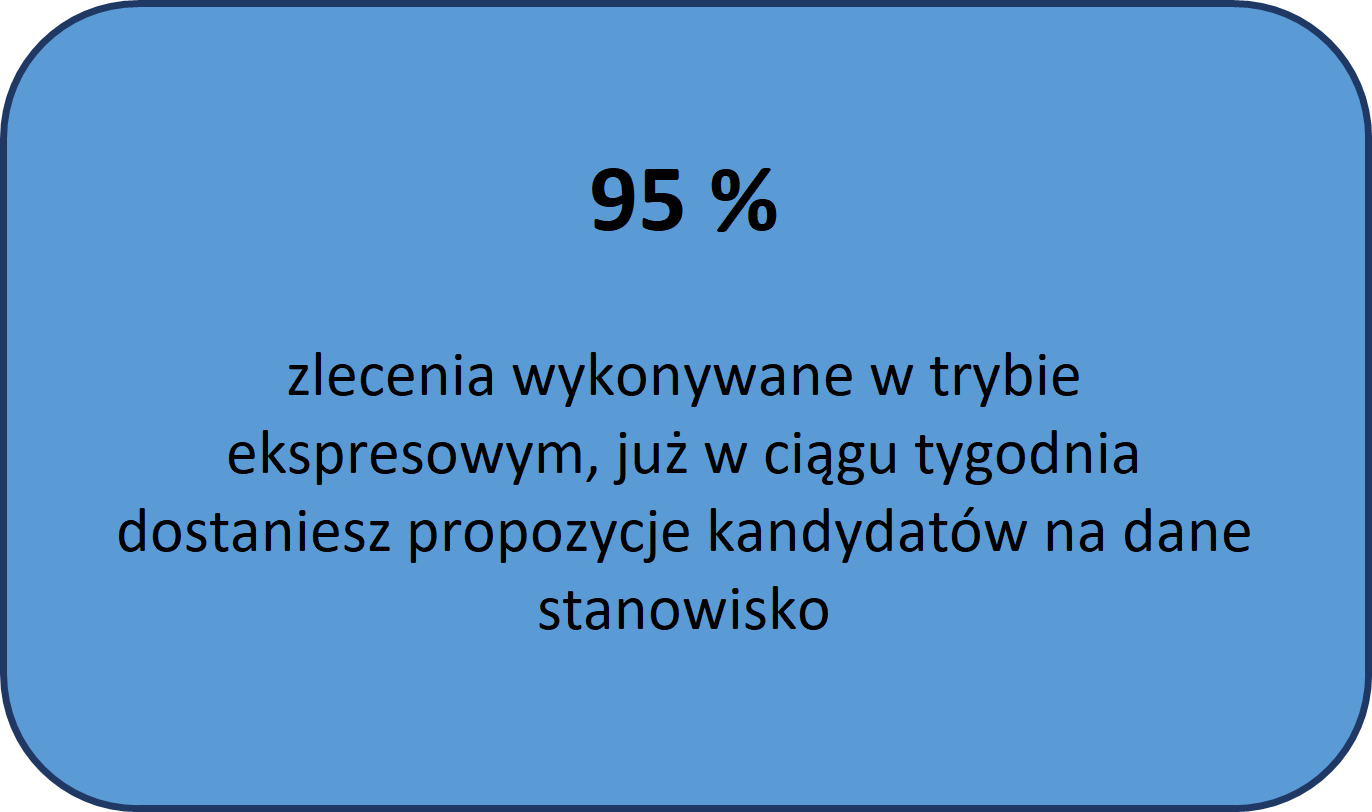 95 %
zlecenia wykonywane w trybie
ekspresowym, już w ciągu tygodnia
dostaniesz propozycje kandydatów na dane
stanowisko